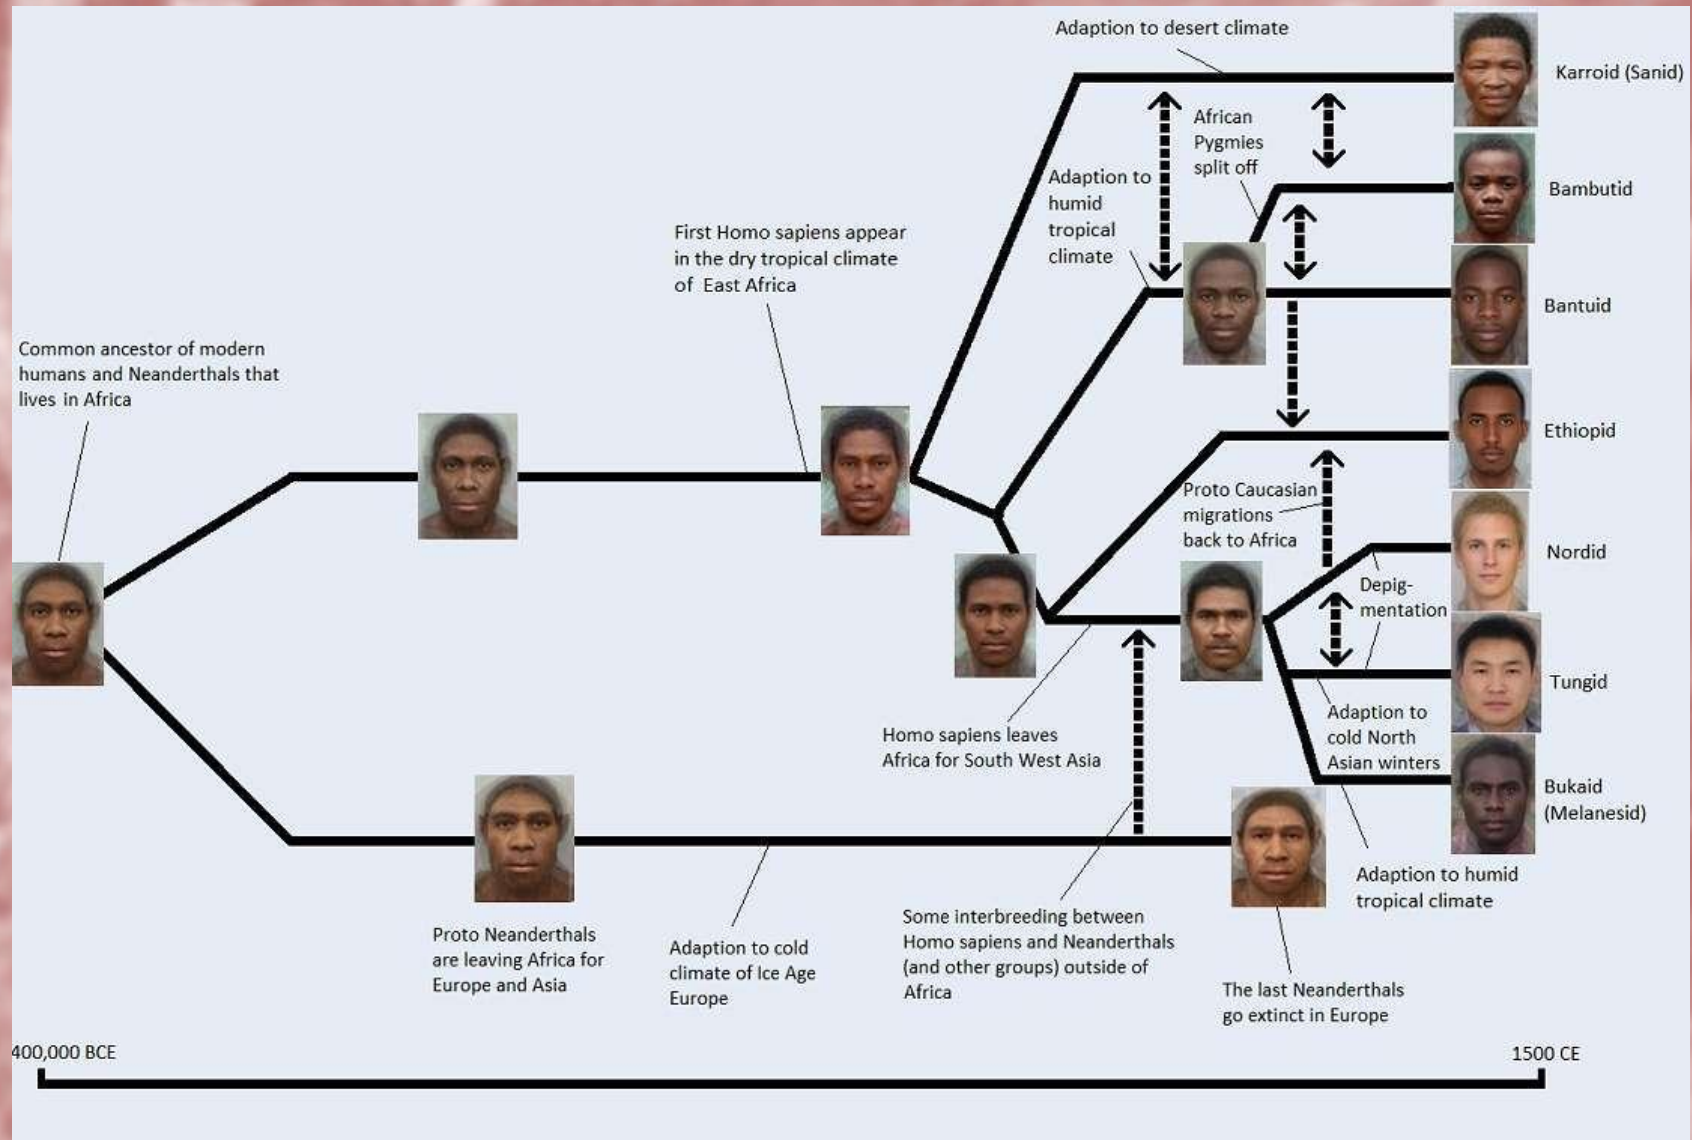 Adaption to desert climate
Karroid (Sanid)
African
Pygmies
split off
Adaption to
humid
tropical
climate
Bambutid
First Homo sapiens appear
in the dry tropical climate
of East Africa
Bantuid
Common ancestor of modern
humans and Neanderthals that
lives in Africa
Ethiopid
Proto Caucasian
migrations
back to Africa
Nordid
Depig-
mentation
Tungid
Adaption to
cold North
Asian winters
Homo sapiens leaves
Africa for South West Asia
Bukaid
(Melanesid)
Adaption to humid
tropical climate
Proto Neanderthals
are leaving Africa for
Europe and Asia
Adaption to cold
climate of Ice Age
Europe
Some interbreeding between
Homo sapiens and Neanderthals
(and other groups) outside of
Africa
The last Neanderthals
go extinct in Europe
400,000 BCE
1500 CE